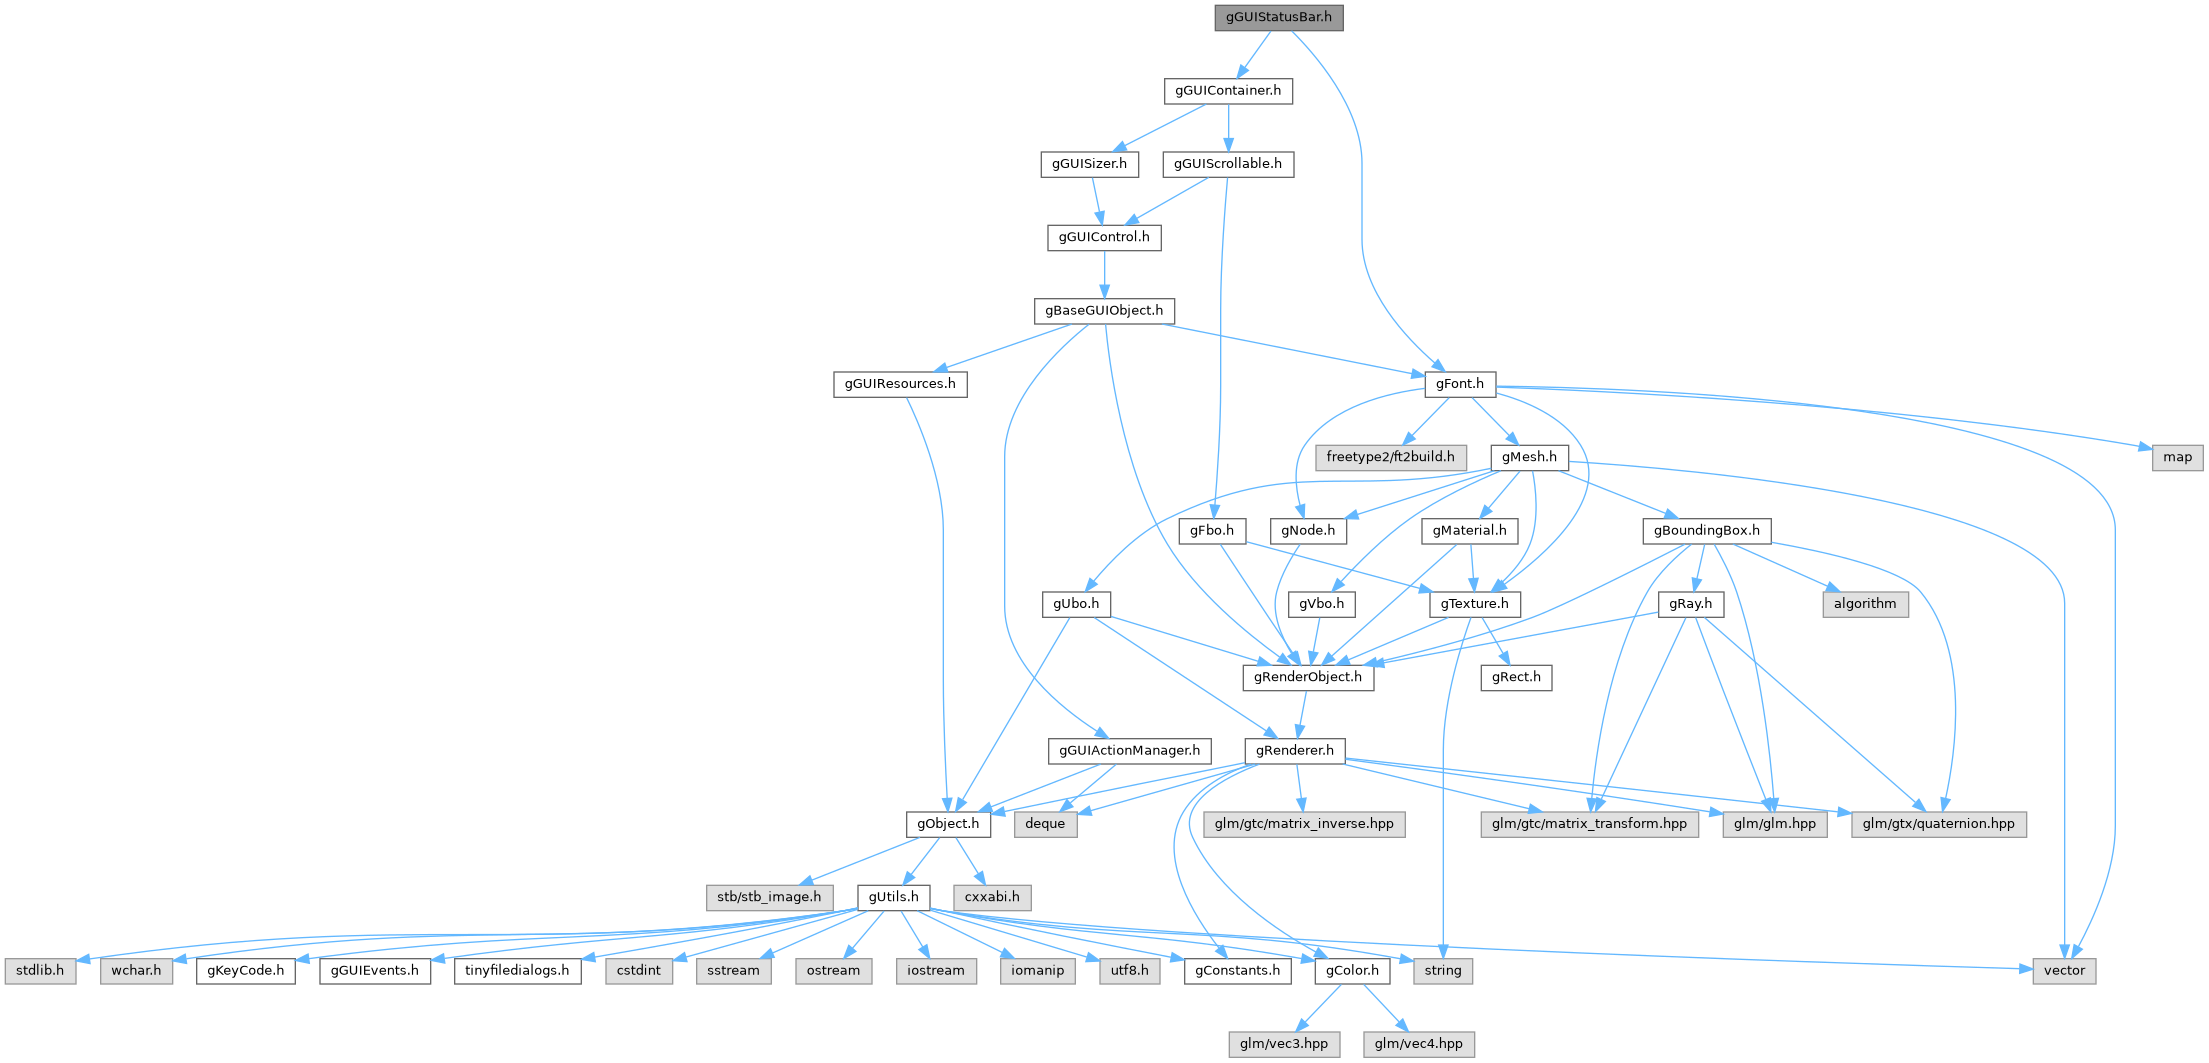 gGUIStatusBar.h
gGUIContainer.h
gGUISizer.h
gGUIScrollable.h
gGUIControl.h
gBaseGUIObject.h
gGUIResources.h
gFont.h
freetype2/ft2build.h
gMesh.h
map
gFbo.h
gNode.h
gMaterial.h
gBoundingBox.h
gUbo.h
gVbo.h
gTexture.h
gRay.h
algorithm
gRenderObject.h
gRect.h
gGUIActionManager.h
gRenderer.h
gObject.h
deque
glm/gtc/matrix_inverse.hpp
glm/gtc/matrix_transform.hpp
glm/glm.hpp
glm/gtx/quaternion.hpp
stb/stb_image.h
gUtils.h
cxxabi.h
stdlib.h
wchar.h
gKeyCode.h
gGUIEvents.h
tinyfiledialogs.h
cstdint
sstream
ostream
iostream
iomanip
utf8.h
gConstants.h
gColor.h
string
vector
glm/vec3.hpp
glm/vec4.hpp